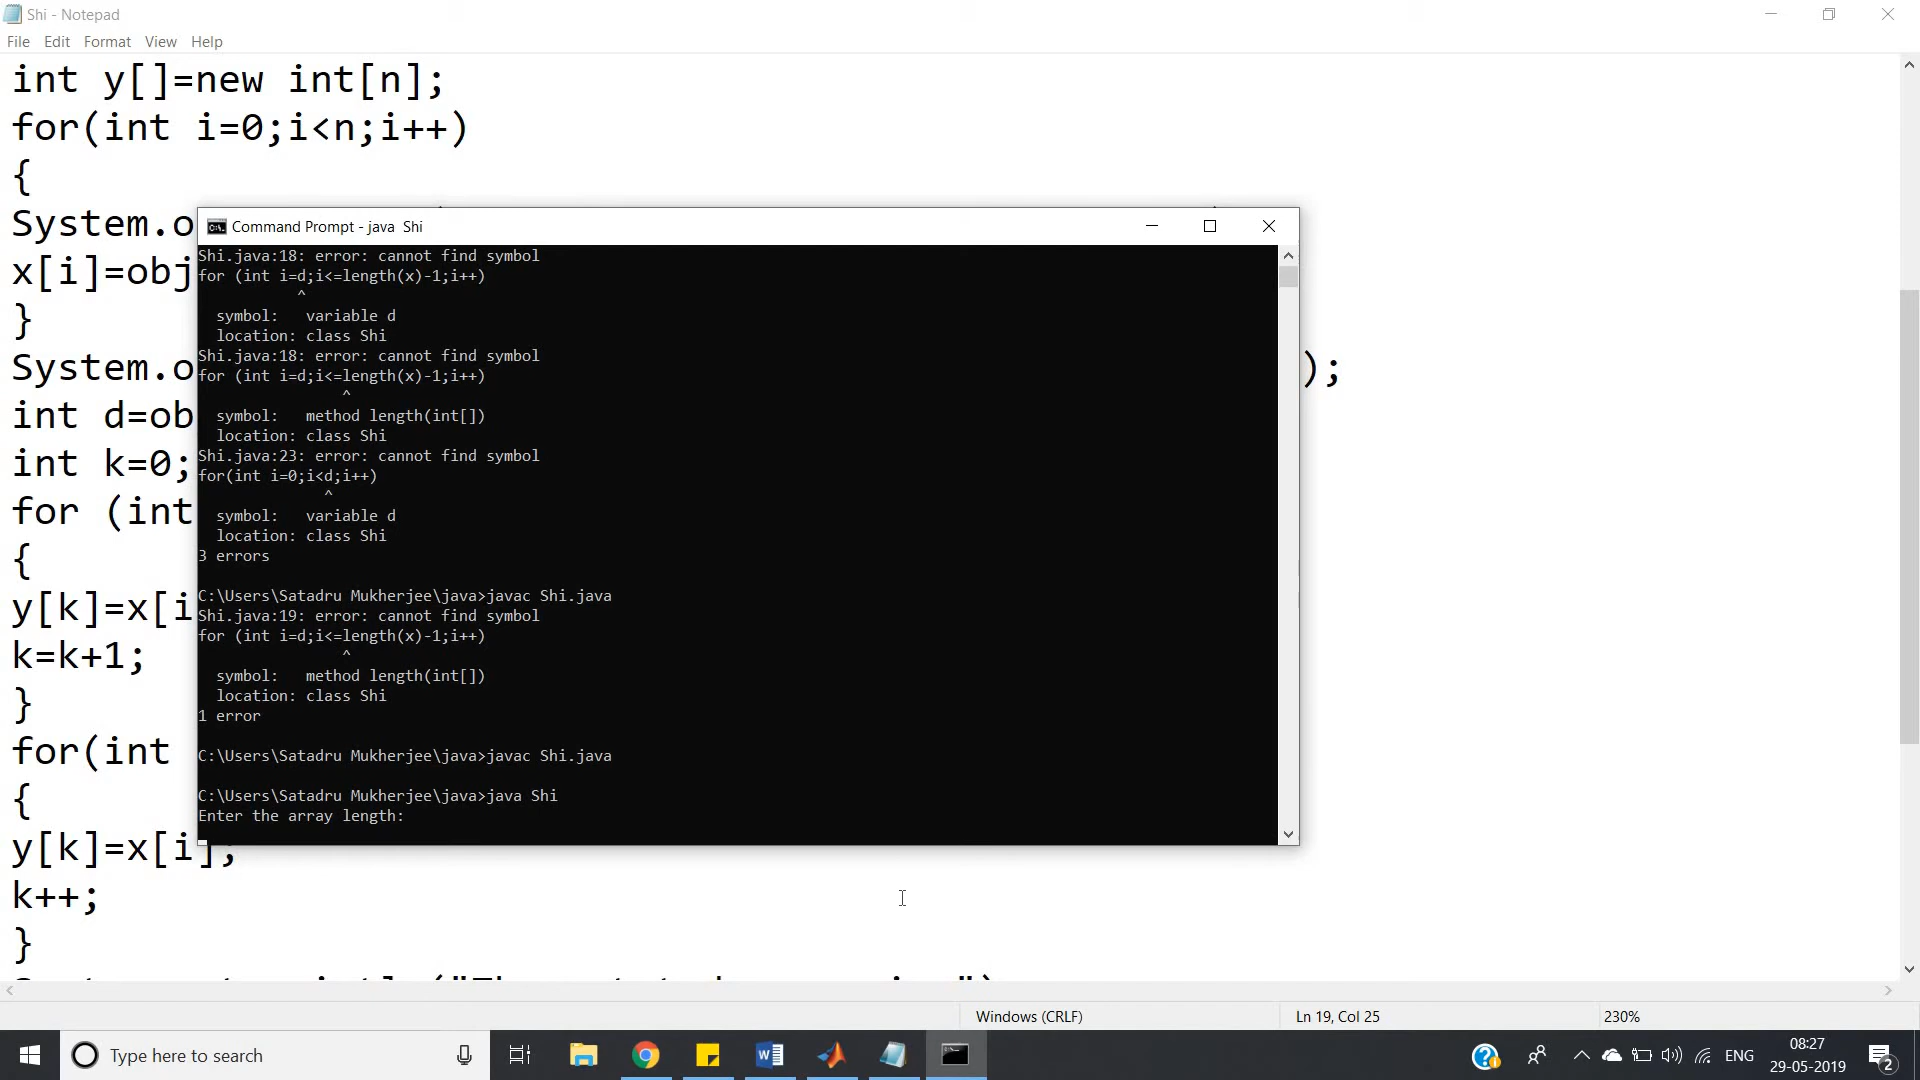 Shi - Notepad
File Edit Format View Help
int y[]=new int[n];
for(int i=0;i<n;i++)
{
System.o
x[i]=obj
}
System.o );
int d=ob
int k=0;
for (int
{
y[k]=x[i
k=k+1;
}
for(int
{
y[k]=x[i];
k++;
}
Command Prompt - java Shi
Shi.java:18: error: cannot find symbol
for (int i=d;i<=length(x)-1;i++)
^
symbol: variable d
location: class Shi
Shi.java:18: error: cannot find symbol
for (int i=d;i<=length(x)-1;i++)
^
symbol: method length(int[])
location: class Shi
Shi.java:23: error: cannot find symbol
for(int i=0;i<d;i++)
^
symbol: variable d
location: class Shi
3 errors
C:\Users\Satadru Mukherjee\java>javac Shi.java
Shi.java:19: error: cannot find symbol
for (int i=d;i<=length(x)-1;i++)
^
symbol: method length(int[])
location: class Shi
1 error
C:\Users\Satadru Mukherjee\java>javac Shi.java
C:\Users\Satadru Mukherjee\java>java Shi
Enter the array length:
Windows (CRLF) Ln 19, Col 25 230%
Type here to search
ENG
08:27
29-05-2019
2